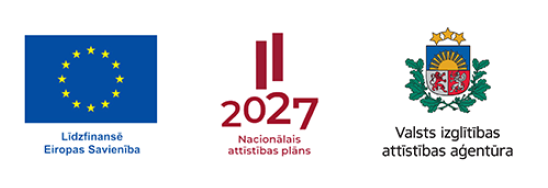 Līdzfinansē
Eiropas Savienība
2027
Nacionālais
attīstības plāns
Valsts izglītības
attīstības aģentūra